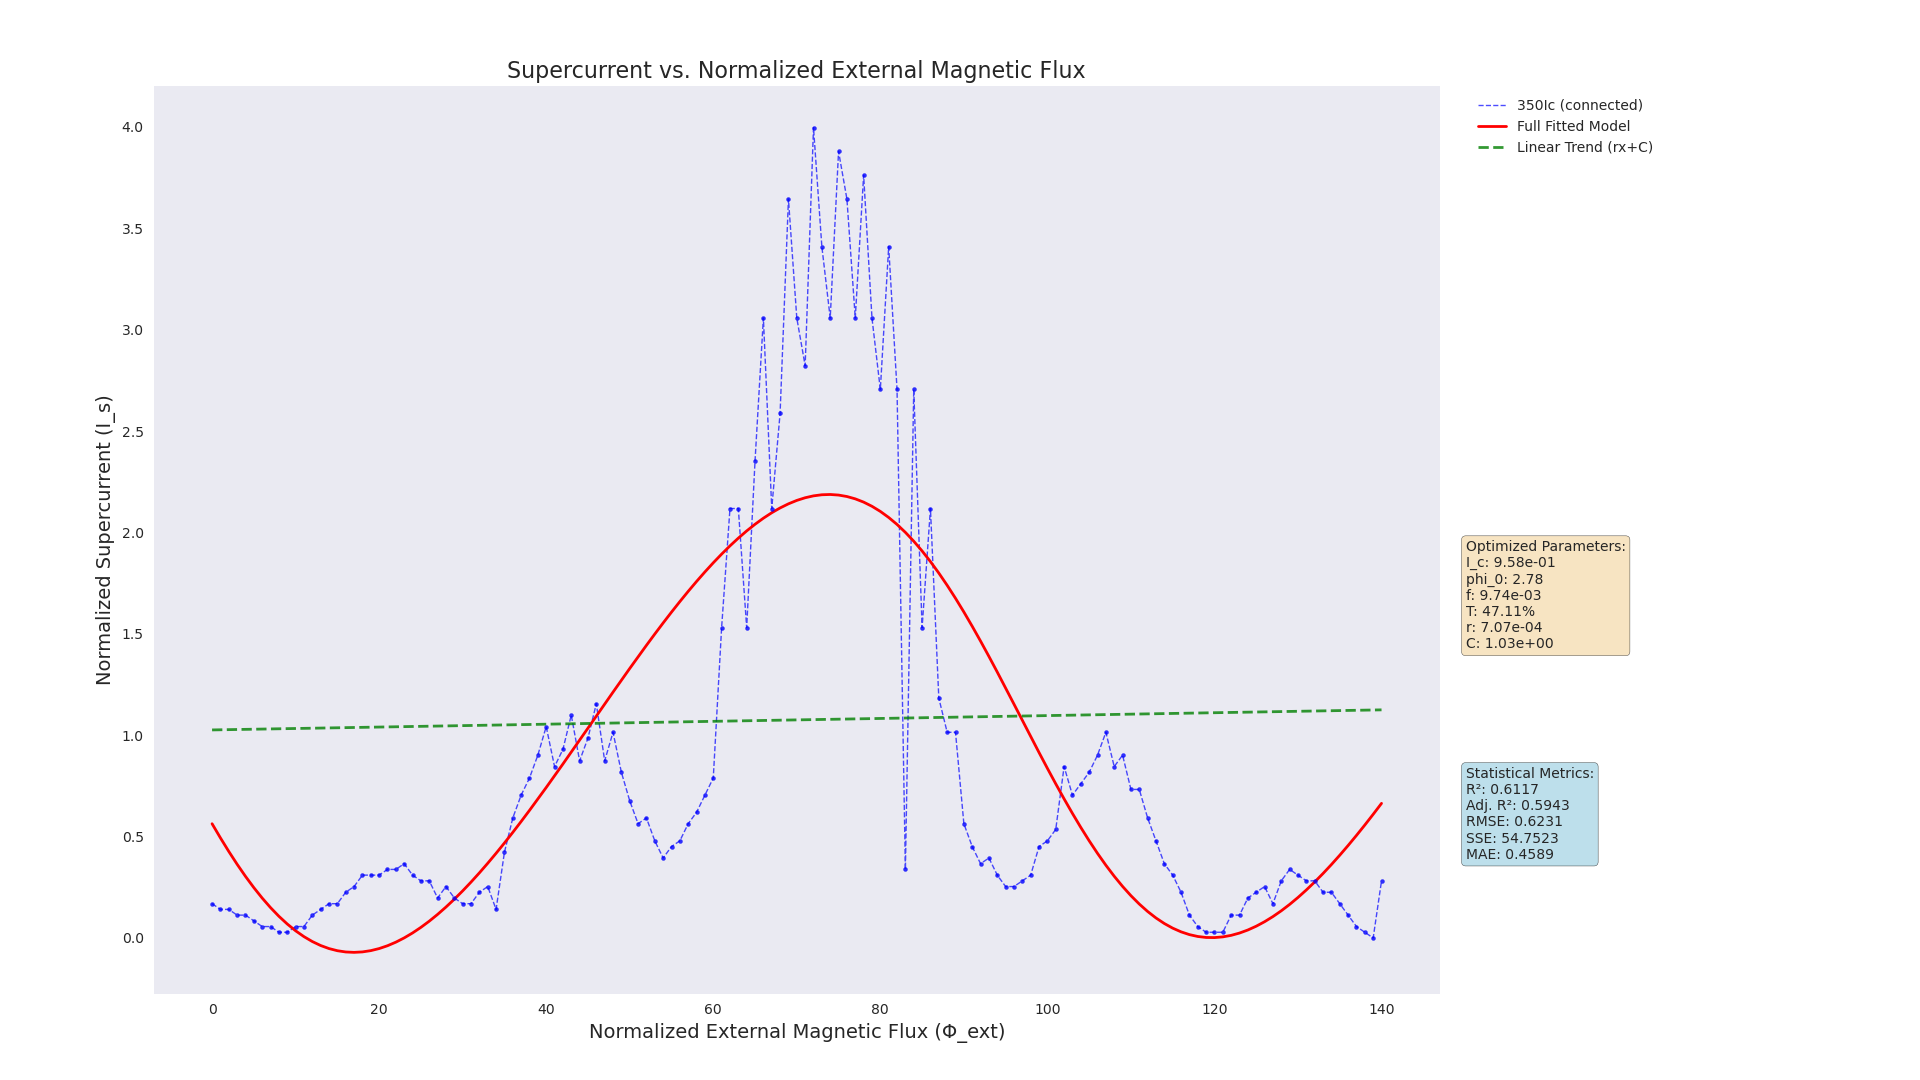 Supercurrent vs. Normalized External Magnetic Flux
4.0
3.5
3.0
2.5
2.0
1.5
1.0
0.5
0.0
Normalized Supercurrent (I_s)
0 20 40 60 80 100 120 140
Normalized External Magnetic Flux (Φ_ext)
350Ic (connected)
Full Fitted Model
Linear Trend (rx+C)
Optimized Parameters:
I_c: 9.58e-01
phi_0: 2.78
f: 9.74e-03
T: 47.11%
r: 7.07e-04
C: 1.03e+00
Statistical Metrics:
R²: 0.6117
Adj. R²: 0.5943
RMSE: 0.6231
SSE: 54.7523
MAE: 0.4589